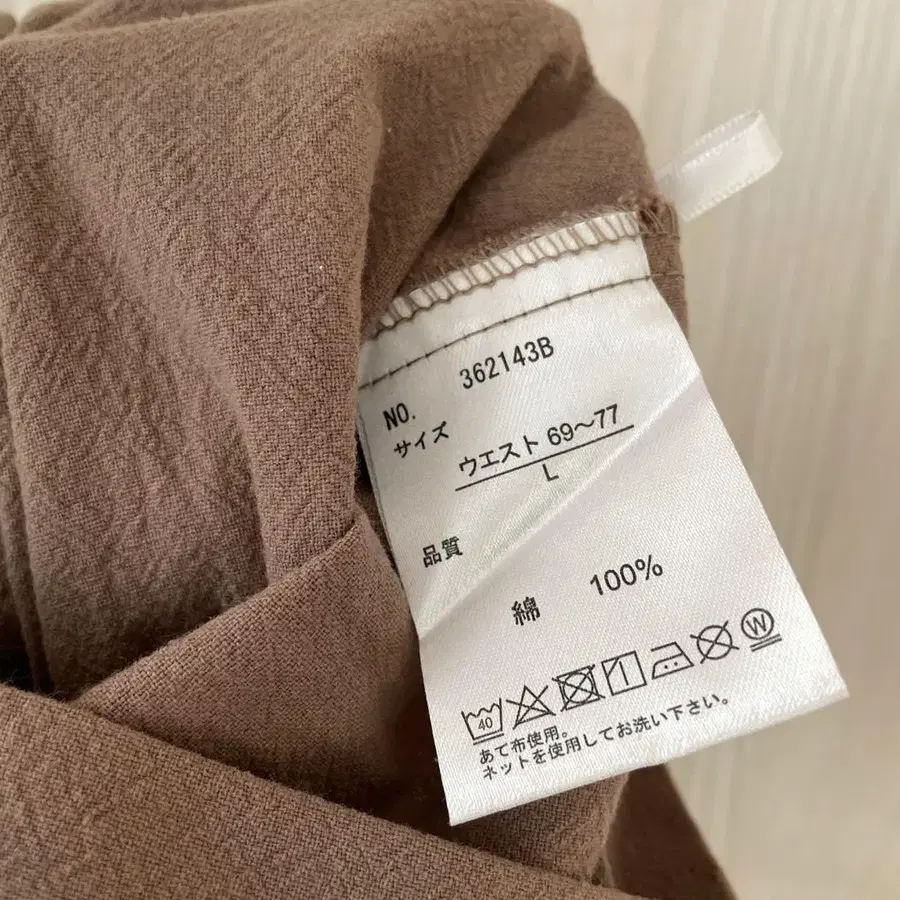 NO. 362143B
サイズ ウエスト 69〜77
L
品質
綿 100%
40 W
あて布使用。
ネットを使用してお洗い下さい。